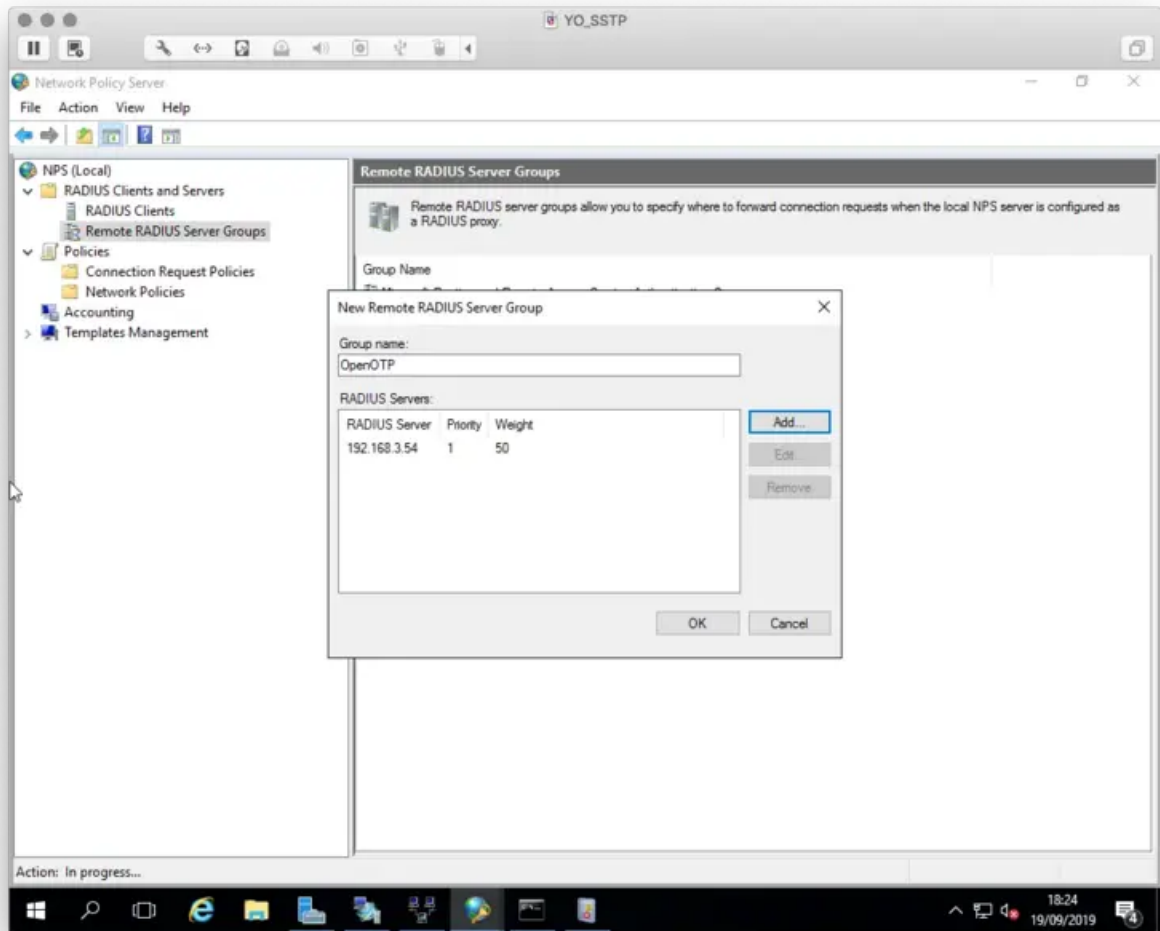 YO_SSTP
Network Policy Server
File Action View Help
NPS (Local)
RADIUS Clients and Servers
RADIUS Clients
Remote RADIUS Server Groups
Policies
Connection Request Policies
Network Policies
Accounting
Templates Management
Remote RADIUS Server Groups
Remote RADIUS server groups allow you to specify where to forward connection requests when the local NPS server is configured as
a RADIUS proxy.
Group Name
New Remote RADIUS Server Group
Group name:
OpenOTP
RADIUS Servers:
RADIUS Server Priority Weight
192.168.3.54 1 50
Add...
Edit...
Remove
OK Cancel
Action: In progress...
18:24
19/09/2019
4